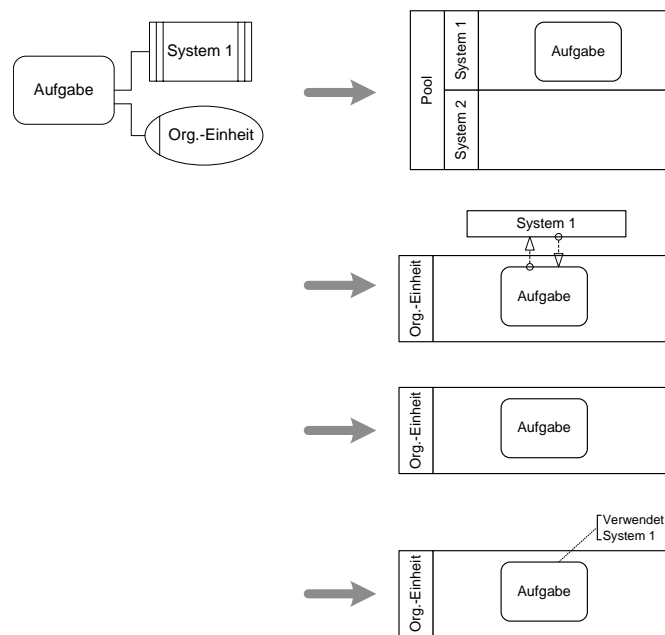 System 1
Aufgabe
Org.-Einheit
Pool
System 1
Aufgabe
System 2
System 1
Org.-Einheit
Aufgabe
Org.-Einheit
Aufgabe
Verwendet
System 1
Org.-Einheit
Aufgabe